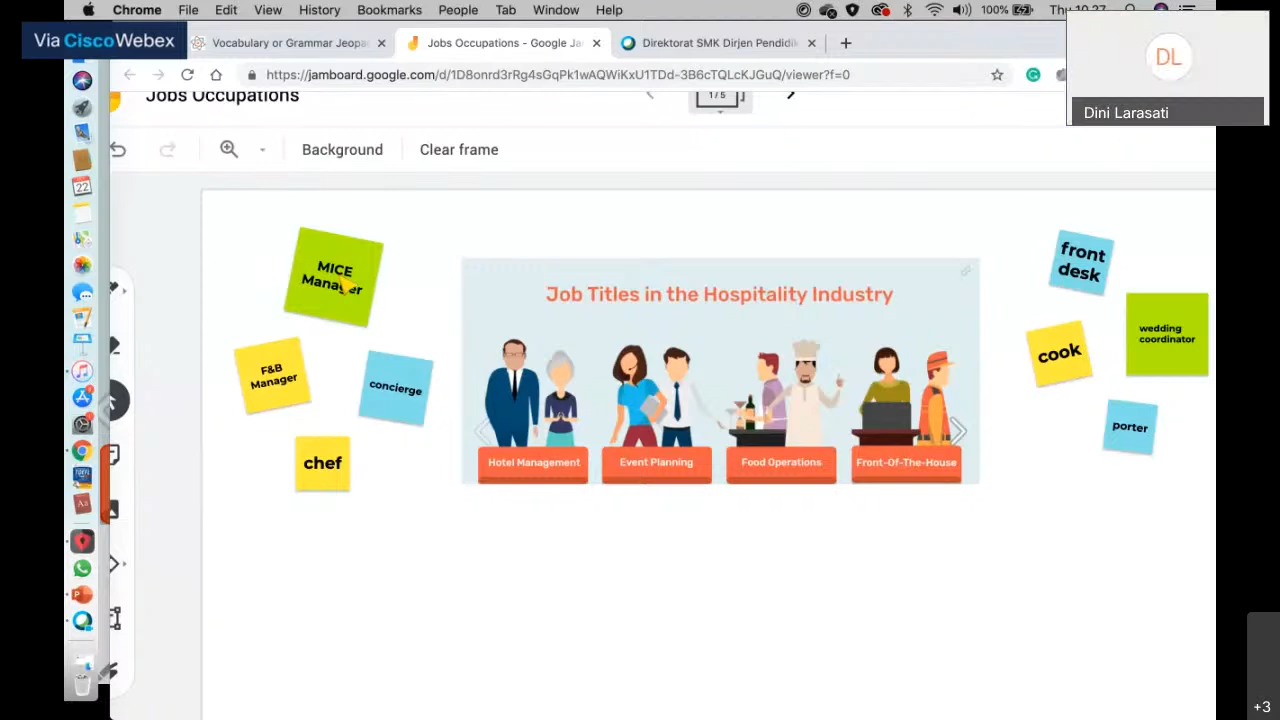 Chrome File Edit View History Bookmarks People Tab Window Help
100%
Via CiscoWebex
Vocabulary or Grammar Jeopa
Jobs Occupations - Google Ja
Direktorat SMK Dirjen Pendidik
https://jamboard.google.com/d/1D8onrd3rRg4sGqPk1wAQWiKxU1TDd-3B6cTQLcKJGuQ/viewer?f=0
DL
Dini Larasati
Jobs Occupations
1/5
Background
Clear frame
22
MICE
Manager
F&B
Manager
concierge
chef
Job Titles in the Hospitality Industry
Hotel Management
Event Planning
Food Operations
Front-Of-The-House
front
desk
wedding
coordinator
cook
porter
+3